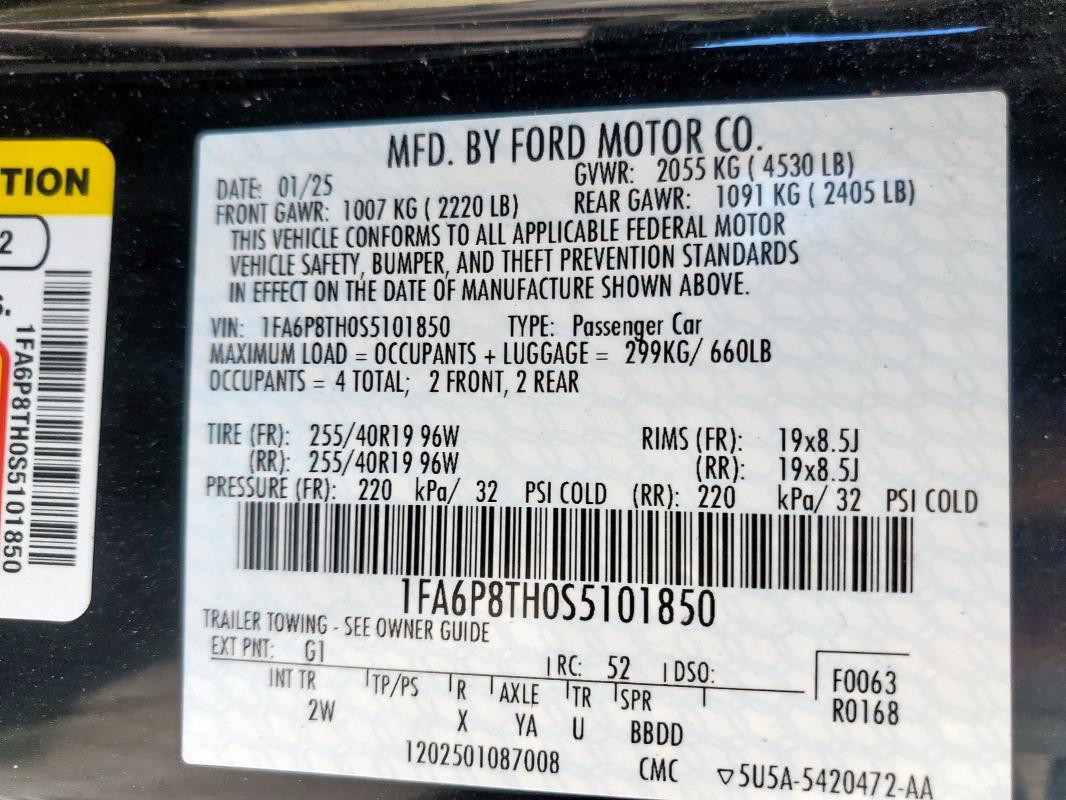 TION
2
S.
1FA6P8TH0S5101850
MFD. BY FORD MOTOR CO.
DATE: 01/25 GVWR: 2055 KG ( 4530 LB)
FRONT GAWR: 1007 KG ( 2220 LB) REAR GAWR: 1091 KG ( 2405 LB)
THIS VEHICLE CONFORMS TO ALL APPLICABLE FEDERAL MOTOR
VEHICLE SAFETY, BUMPER, AND THEFT PREVENTION STANDARDS
IN EFFECT ON THE DATE OF MANUFACTURE SHOWN ABOVE.
VIN: 1FA6P8TH0S5101850 TYPE: Passenger Car
MAXIMUM LOAD = OCCUPANTS + LUGGAGE = 299KG/ 660LB
OCCUPANTS = 4 TOTAL; 2 FRONT, 2 REAR
TIRE (FR): 255/40R19 96W RIMS (FR): 19x8.5J
(RR): 255/40R19 96W (RR): 19x8.5J
PRESSURE (FR): 220 kPa/ 32 PSI COLD (RR): 220 kPa/ 32 PSI COLD
1FA6P8TH0S5101850
TRAILER TOWING - SEE OWNER GUIDE
EXT PNT: G1 RC: 52 DSO:
F0063
R0168
INT TR TP/PS R AXLE TR SPR
2W X YA U BBDD
1202501087008 CMC ▽5U5A-5420472-AA